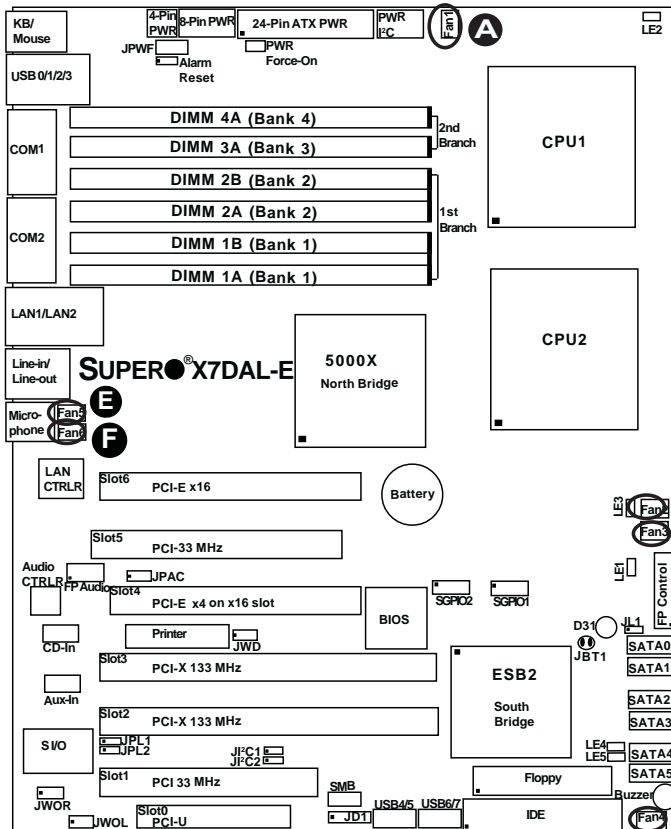 KB/
Mouse
4-Pin
PWR
8-Pin PWR
24-Pin ATX PWR
PWR
I²C
Fan1
A
LE2
JPWF
Alarm
Reset
PWR
Force-On
USB 0/1/2/3
DIMM 4A (Bank 4)
DIMM 3A (Bank 3)
2nd
Branch
DIMM 2B (Bank 2)
DIMM 2A (Bank 2)
DIMM 1B (Bank 1)
DIMM 1A (Bank 1)
1st
Branch
CPU1
COM1
COM2
LAN1/LAN2
CPU2
Line-in/
Line-out
SUPER®X7DAL-E
5000X
North Bridge
Micro-
phone
Fan5
E
Fan6
F
LAN
CTRLR
Slot6
PCI-E x16
Battery
LE3
Fan2
Fan3
Slot5
PCI-33 MHz
Audio
CTRLR
FP Audio
JPAC
LE1
FP Control
Slot4
PCI-E x4 on x16 slot
BIOS
SGPIO2
SGPIO1
CD-In
Printer
JWD
D31
JL1
JBT1
SATA0
SATA1
Slot3
PCI-X 133 MHz
ESB2
South
Bridge
Aux-In
SATA2
SATA3
Slot2
PCI-X 133 MHz
S I/O
JPL1
JPL2
JI²C1
JI²C2
LE4
LE5
SATA4
SATA5
Slot1
PCI 33 MHz
SMB
Floppy
Buzzer
JWOR
JWOL
Slot0
PCI-U
JD1
USB4/5
USB6/7
IDE
Fan4